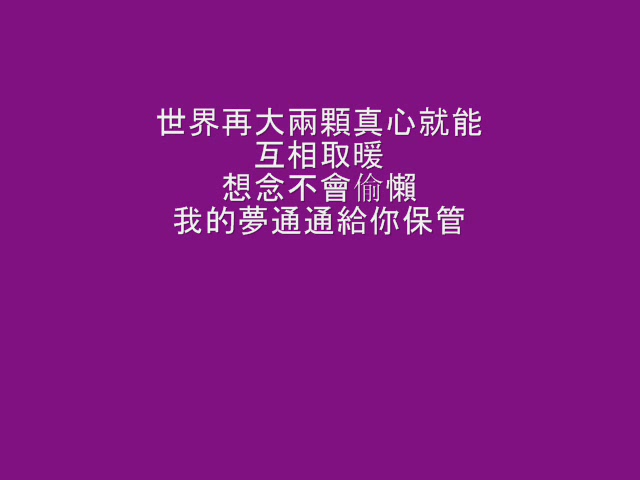 世界再大兩顆真心就能
互相取暖
想念不會偷懶
我的夢通通給你保管